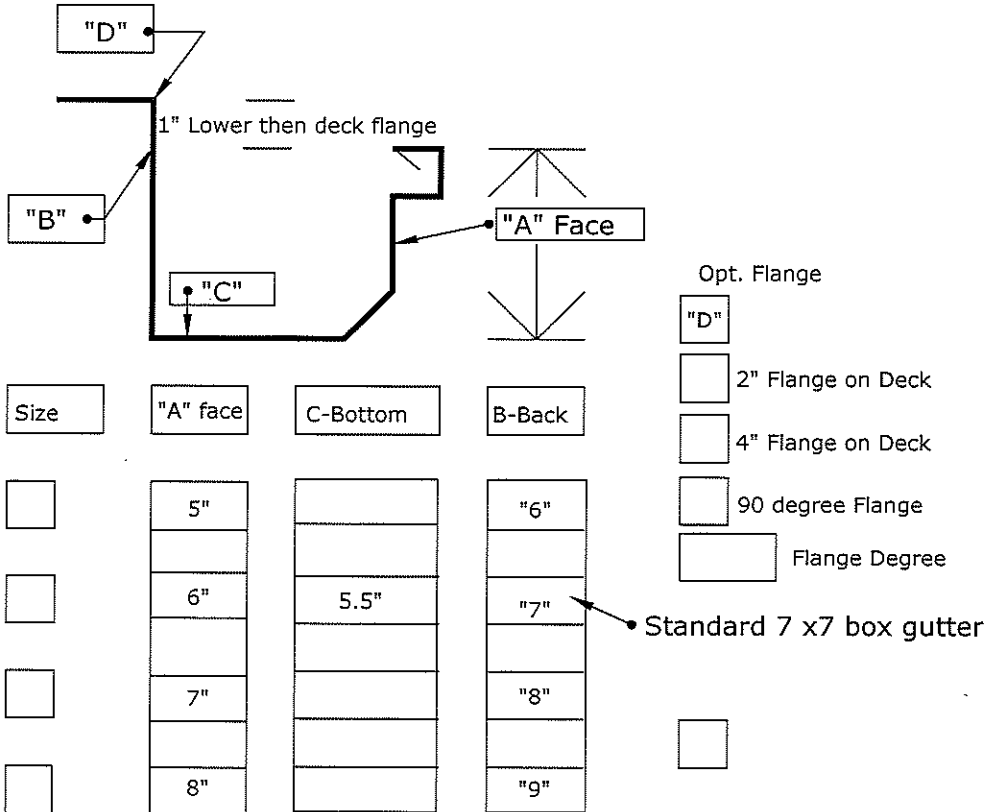 "D"
1" Lower then deck flange
"B"
"A" Face
"C"
Opt. Flange
"D"
2" Flange on Deck
4" Flange on Deck
90 degree Flange
Flange Degree
Size "A" face C-Bottom B-Back
5" "6"
6" 5.5" "7"
Standard 7 x7 box gutter
7" "8"
8" "9"